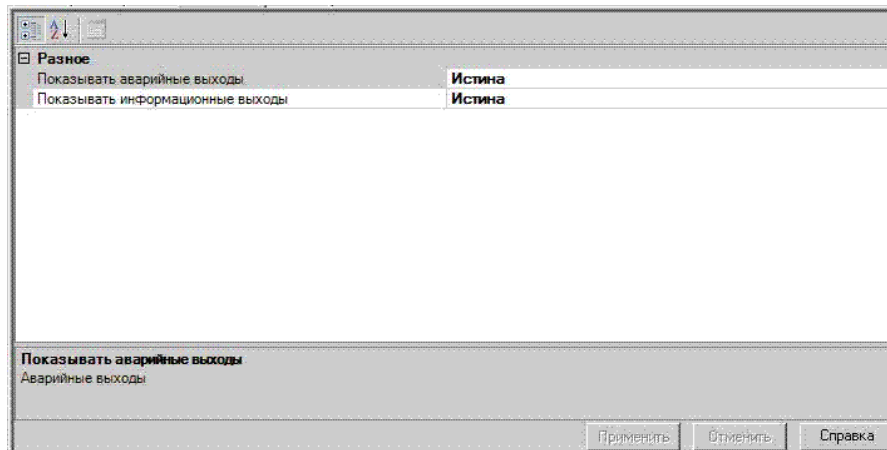 Разное
Показывать аварийные выходы Истина
Показывать информационные выходы Истина
Показывать аварийные выходы
Аварийные выходы
Применить Отменить Справка